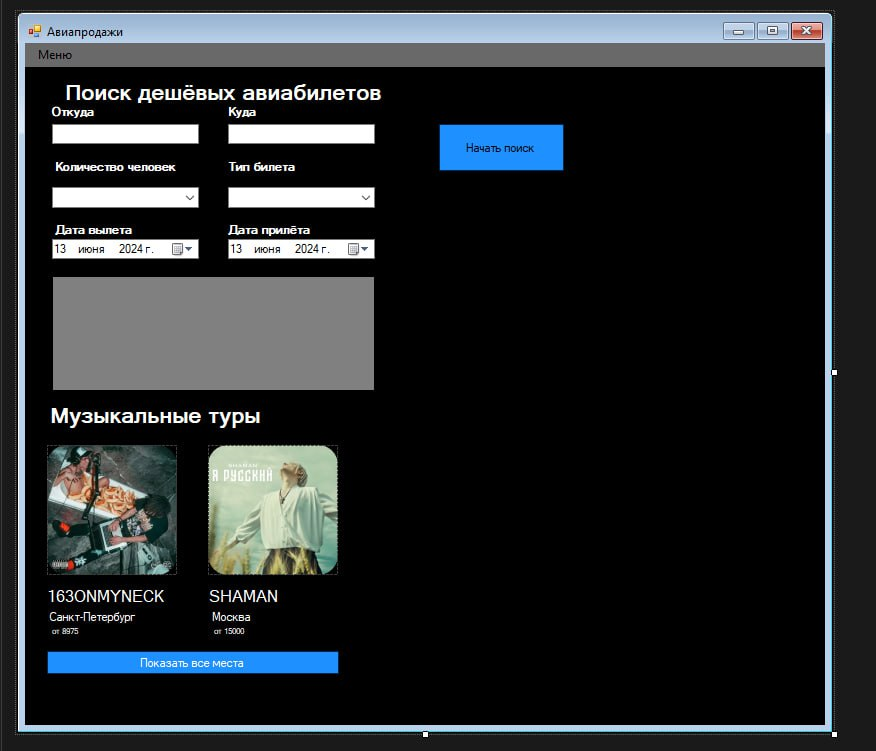 Авиапродажи
Меню
Поиск дешёвых авиабилетов
Откуда Куда
Начать поиск
Количество человек Тип билета
Дата вылета Дата прилёта
13 июня 2024 г. 13 июня 2024 г.
Музыкальные туры
SHAMAN
Я РУССКИЙ
163ONMYNECK SHAMAN
Санкт-Петербург Москва
от 8975 от 15000
Показать все места